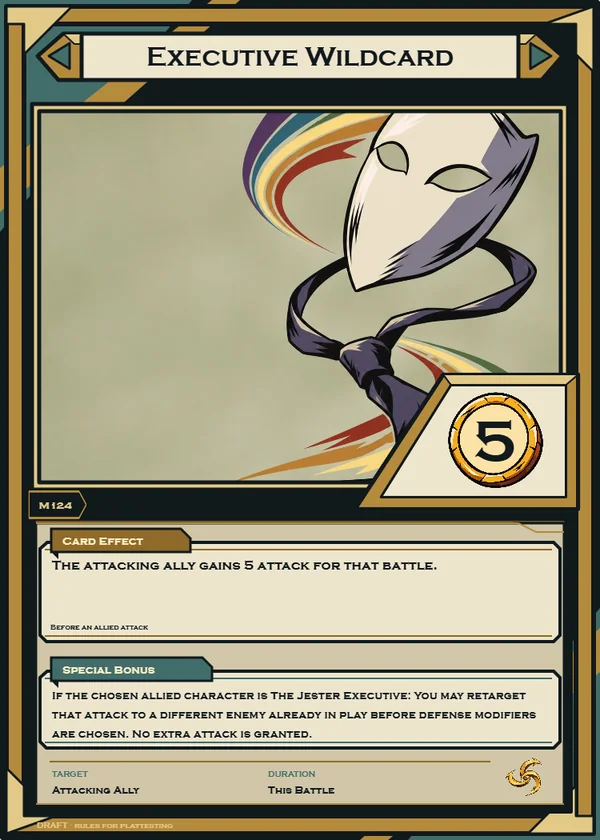 Executive Wildcard
5
M124
Card Effect
The attacking ally gains 5 attack for that battle.
Before an allied attack
Special Bonus
If the chosen allied character is The Jester Executive: You may retarget
that attack to a different enemy already in play before defense modifiers
are chosen. No extra attack is granted.
TARGET
DURATION
Attacking Ally
This Battle
DRAFT · RULES FOR PLAYTESTING